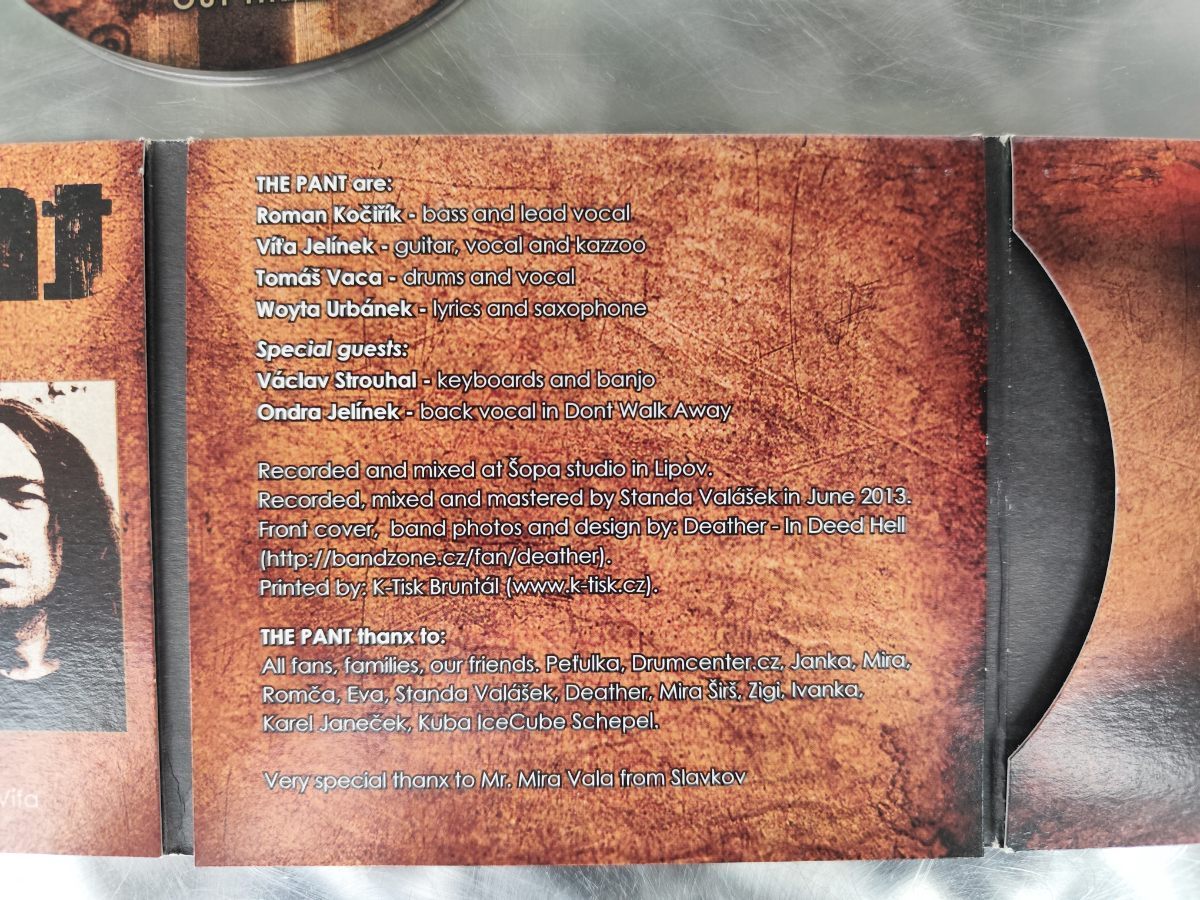 THE PANT are:
Roman Kočiřík - bass and lead vocal
Víťa Jelínek - guitar, vocal and kazzoo
Tomáš Vaca - drums and vocal
Woyta Urbánek - lyrics and saxophone
Special guests:
Václav Strouhal - keyboards and banjo
Ondra Jelínek - back vocal in Dont Walk Away
Recorded and mixed at Šopa studio in Lipov.
Recorded, mixed and mastered by Standa Valášek in June 2013.
Front cover,  band photos and design by: Deather - In Deed Hell
(http://bandzone.cz/fan/deather).
Printed by: K-Tisk Bruntál (www.k-tisk.cz).
THE PANT thanx to:
All fans, families, our friends. Peťulka, Drumcenter.cz, Janka, Mira,
Romča, Eva, Standa Valášek, Deather, Mira Širš, Zigi, Ivanka,
Karel Janeček, Kuba IceCube Schepel.
Very special thanx to Mr. Mira Vala from Slavkov
Víťa